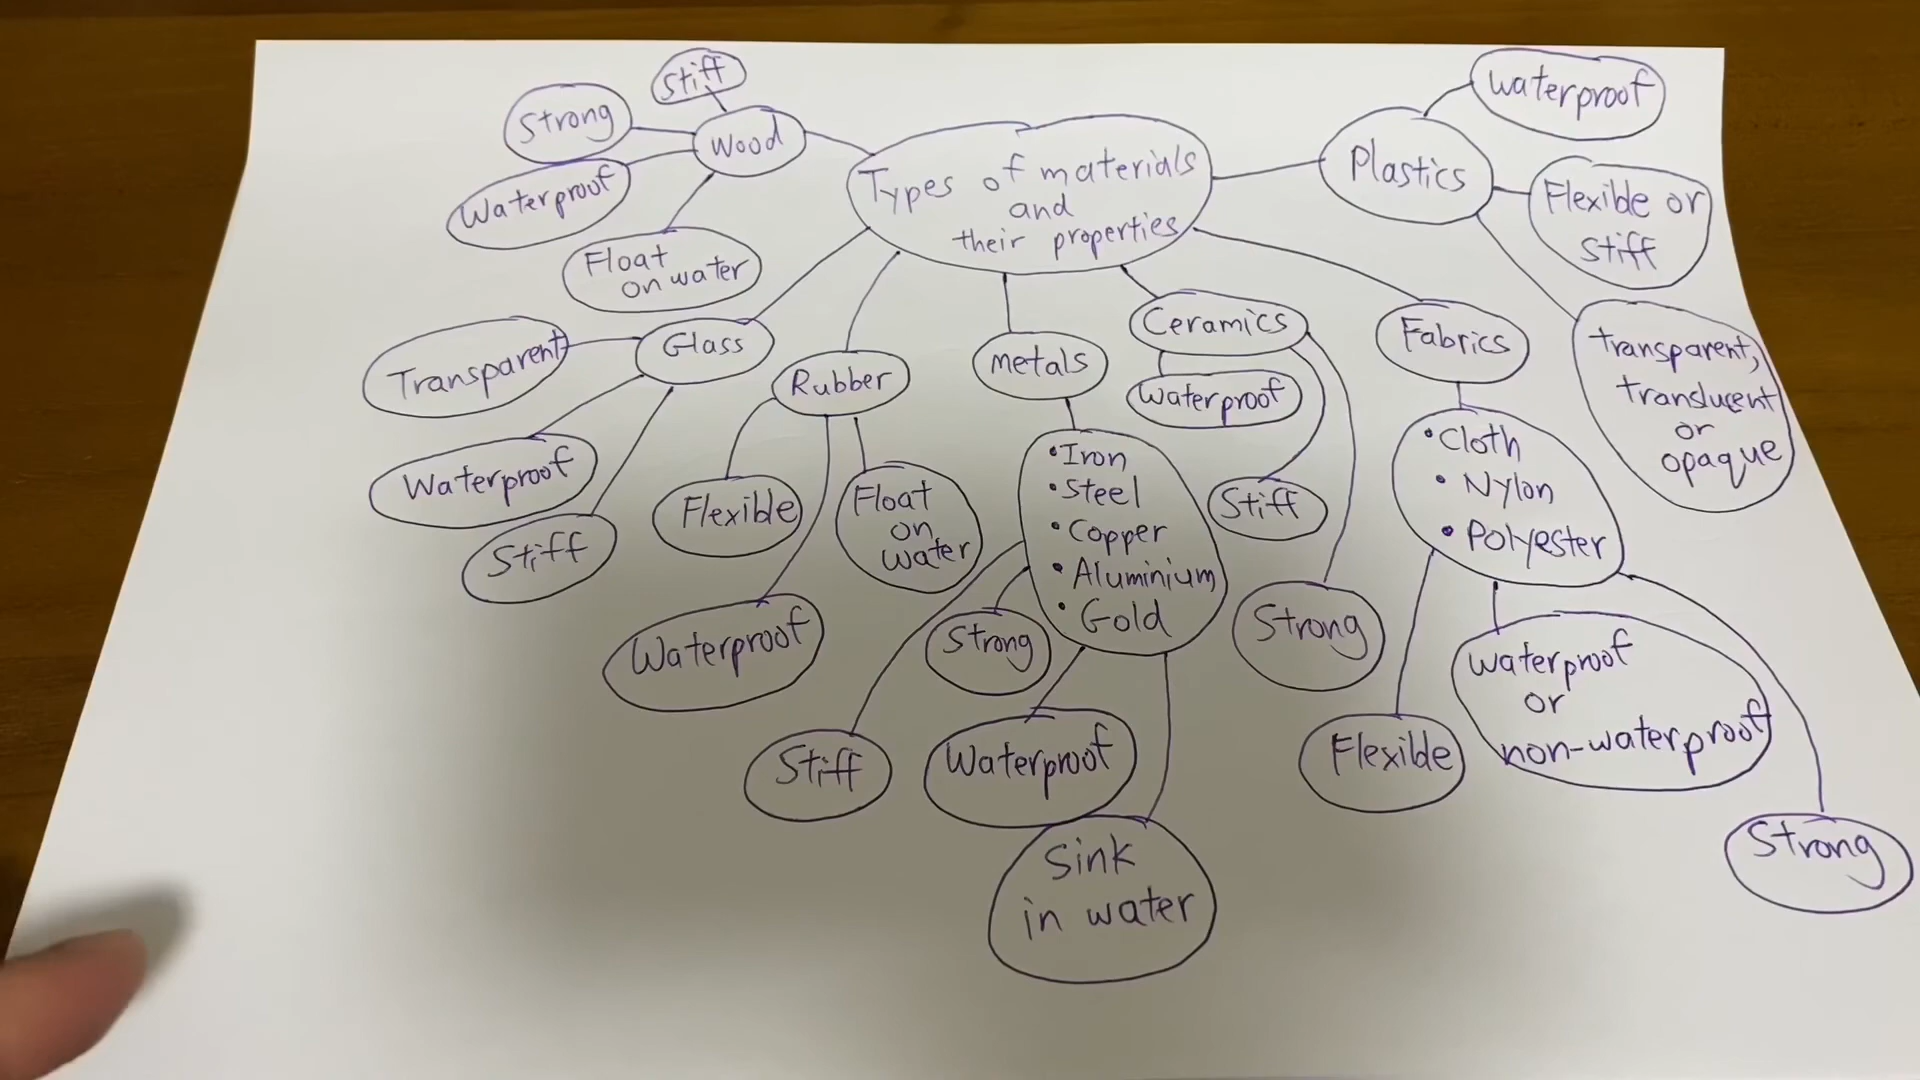 Types of materials
and
their properties
Wood
Stiff
Strong
Waterproof
Float
on water
Glass
Transparent
Waterproof
Stiff
Rubber
Flexible
Waterproof
Float
on
water
metals
• Iron
• Steel
• Copper
• Aluminium
• Gold
Stiff
Strong
Waterproof
Sink
in water
Ceramics
Waterproof
Stiff
Strong
Fabrics
• Cloth
• Nylon
• Polyester
Flexible
Waterproof
or
non-waterproof
Strong
Plastics
waterproof
Flexible or
stiff
transparent,
translucent
or
opaque